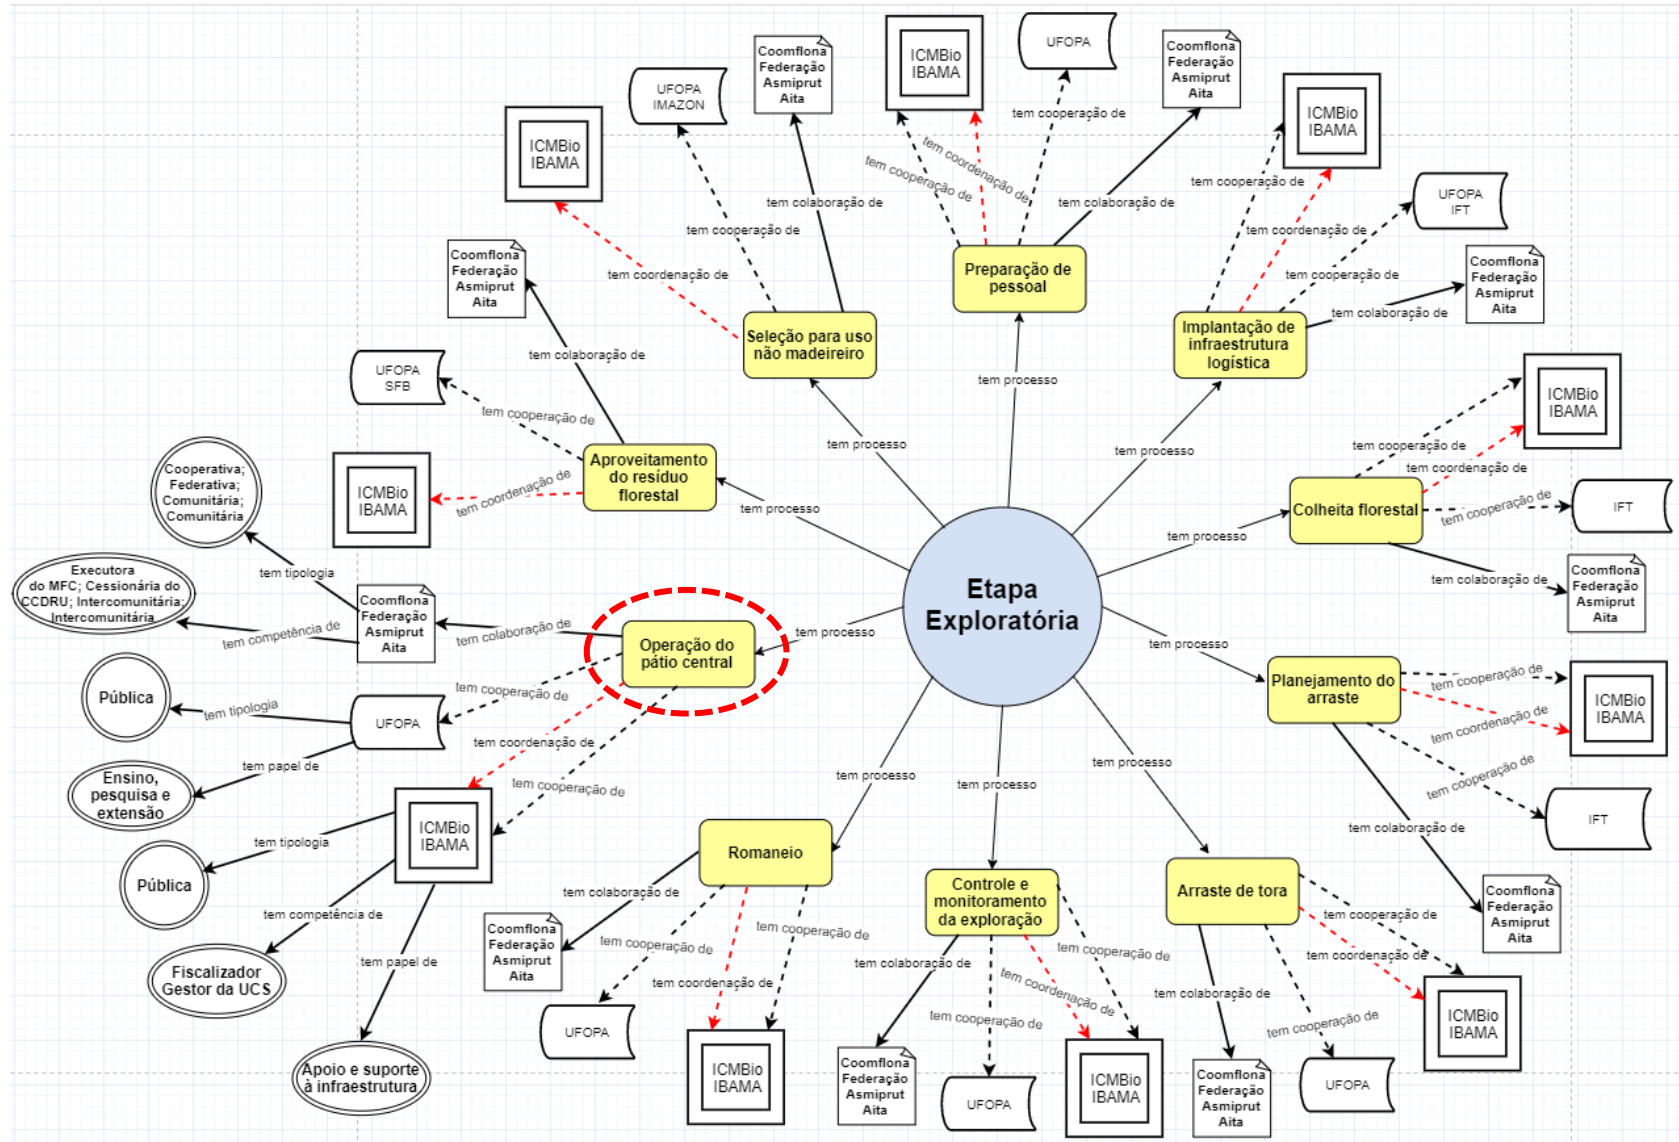 Etapa
Exploratória
tem processo
Preparação de
pessoal
tem cooperação de
ICMBio
IBAMA
tem coordenação de
tem cooperação de
UFOPA
tem colaboração de
Coomflona
Federação
Asmiprut
Aita
tem processo
Implantação de
infraestrutura
logística
tem cooperação de
tem coordenação de
ICMBio
IBAMA
tem cooperação de
UFOPA
IFT
tem colaboração de
Coomflona
Federação
Asmiprut
Aita
tem processo
Colheita florestal
tem cooperação de
tem coordenação de
ICMBio
IBAMA
tem cooperação de
IFT
tem colaboração de
Coomflona
Federação
Asmiprut
Aita
tem processo
Planejamento do
arraste
tem cooperação de
tem coordenação de
ICMBio
IBAMA
tem cooperação de
IFT
tem colaboração de
Coomflona
Federação
Asmiprut
Aita
tem processo
Arraste de tora
tem cooperação de
tem coordenação de
ICMBio
IBAMA
tem cooperação de
UFOPA
tem colaboração de
Coomflona
Federação
Asmiprut
Aita
tem processo
Controle e
monitoramento
da exploração
tem cooperação de
tem coordenação de
ICMBio
IBAMA
tem cooperação de
UFOPA
tem colaboração de
Coomflona
Federação
Asmiprut
Aita
tem processo
Romaneio
tem cooperação de
tem coordenação de
ICMBio
IBAMA
tem cooperação de
UFOPA
tem colaboração de
Coomflona
Federação
Asmiprut
Aita
tem processo
Operação do
pátio central
tem colaboração de
Coomflona
Federação
Asmiprut
Aita
tem tipologia
Cooperativa;
Federativa;
Comunitária;
Comunitária
tem competência de
Executora
do MFC; Cessionária do
CCDRU; Intercomunitária;
Intercomunitária
tem cooperação de
UFOPA
tem tipologia
Pública
tem papel de
Ensino,
pesquisa e
extensão
tem coordenação de
tem cooperação de
ICMBio
IBAMA
tem tipologia
Pública
tem competência de
Fiscalizador
Gestor da UCS
tem papel de
Apoio e suporte
à infraestrutura
tem processo
Aproveitamento
do resíduo
florestal
tem coordenação de
ICMBio
IBAMA
tem cooperação de
UFOPA
SFB
tem colaboração de
Coomflona
Federação
Asmiprut
Aita
tem processo
Seleção para uso
não madeireiro
tem coordenação de
ICMBio
IBAMA
tem cooperação de
UFOPA
IMAZON
tem colaboração de
Coomflona
Federação
Asmiprut
Aita